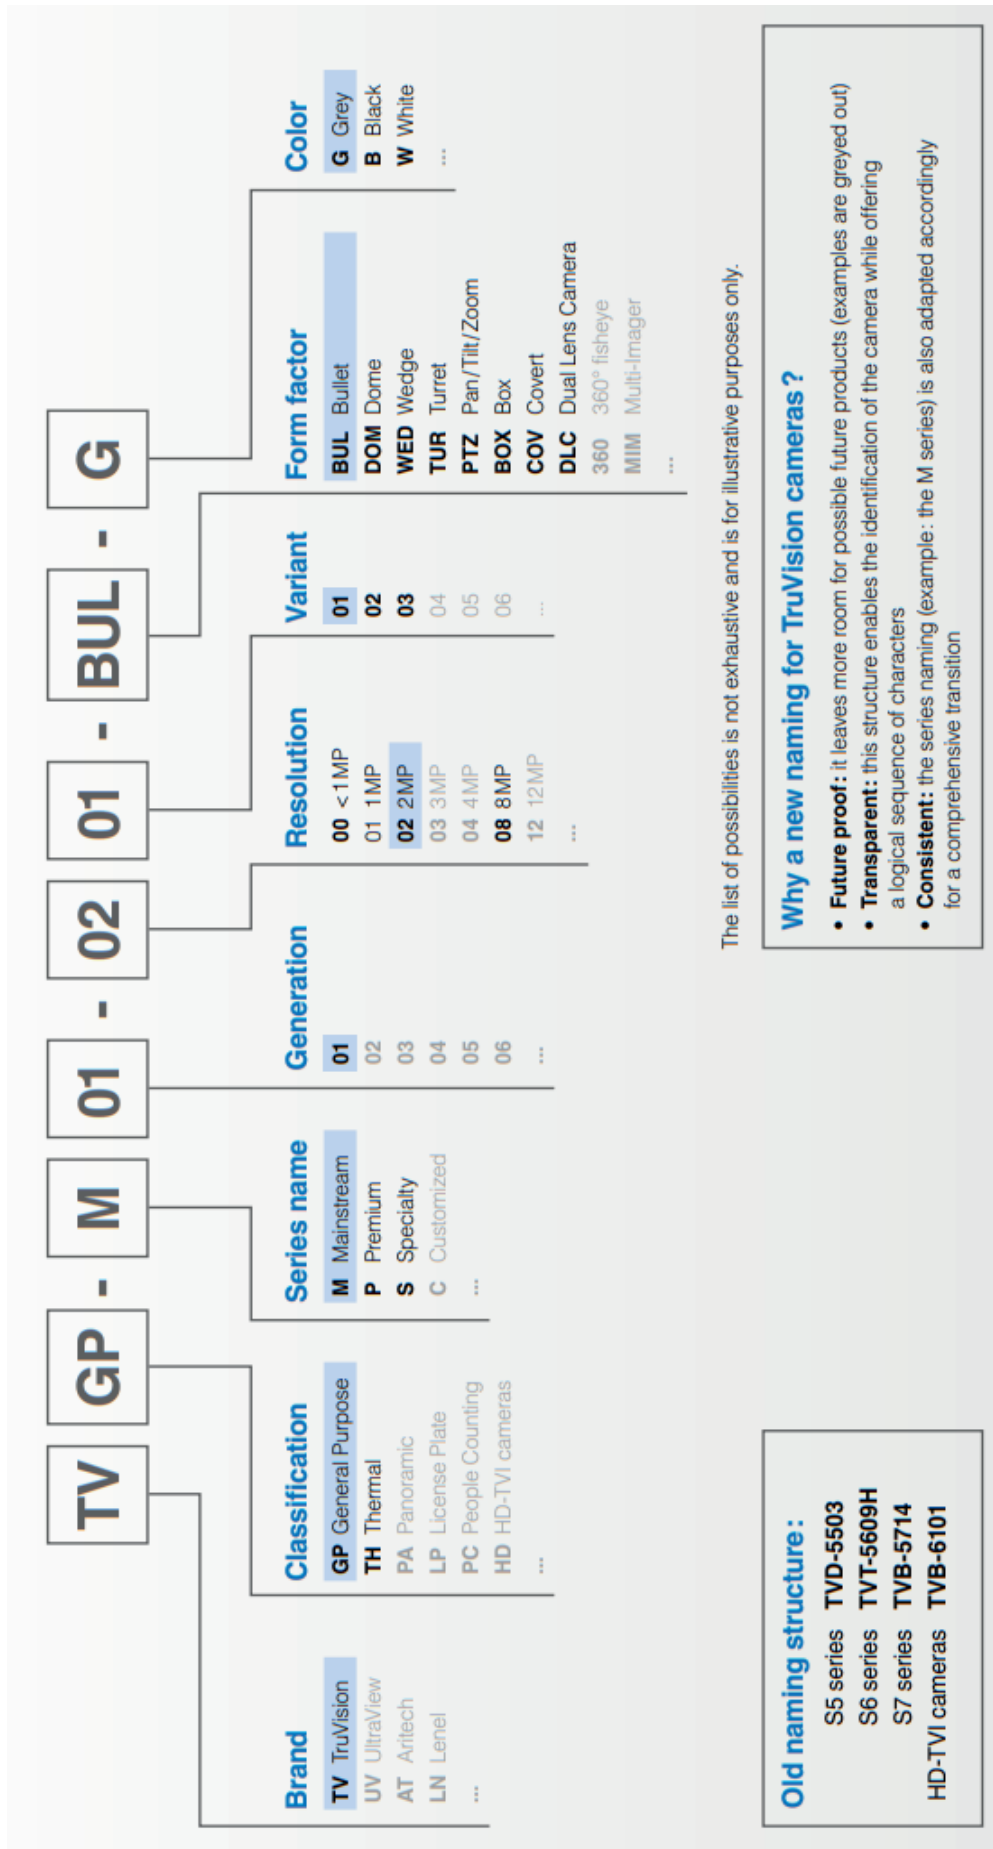 TV GP - M 01 - 02 01 - BUL - G
Brand
TV TruVision
UV UltraView
AT Aritech
LN Lenel
...
Classification
GP General Purpose
TH Thermal
PA Panoramic
LP License Plate
PC People Counting
HD HD-TVI cameras
...
Series name
M Mainstream
P Premium
S Specialty
C Customized
...
Generation
01
02
03
04
05
06
...
Resolution
00 <1MP
01 1MP
02 2MP
03 3MP
04 4MP
08 8MP
12 12MP
...
Variant
01
02
03
04
05
06
...
Form factor
BUL Bullet
DOM Dome
WED Wedge
TUR Turret
PTZ Pan/Tilt/Zoom
BOX Box
COV Covert
DLC Dual Lens Camera
360 360° fisheye
MIM Multi-Imager
...
Color
G Grey
B Black
W White
...
The list of possibilities is not exhaustive and is for illustrative purposes only.
Old naming structure:
S5 series TVD-5503
S6 series TVT-5609H
S7 series TVB-5714
HD-TVI cameras TVB-6101
Why a new naming for TruVision cameras?
• Future proof: it leaves more room for possible future products (examples are greyed out)
• Transparent: this structure enables the identification of the camera while offering
a logical sequence of characters
• Consistent: the series naming (example: the M series) is also adapted accordingly
for a comprehensive transition